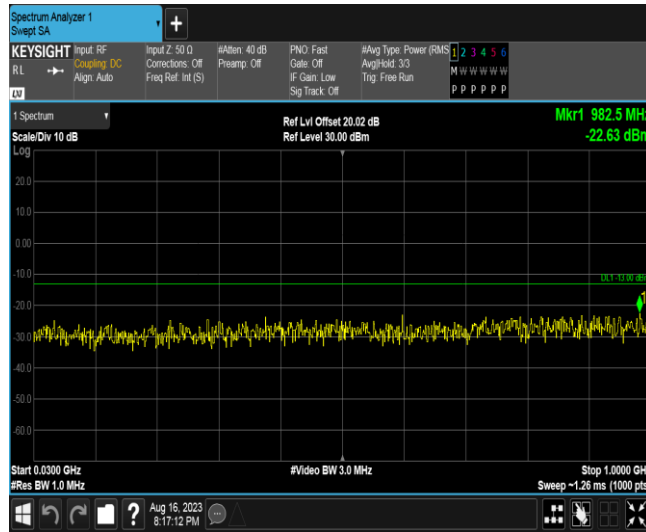 Spectrum Analyzer 1
Swept SA
+
KEYSIGHT Input: RF Input Z: 50 Ω #Atten: 40 dB PNO: Fast #Avg Type: Power (RMS 1 2 3 4 5 6
RL Coupling: DC Corrections: Off Preamp: Off Gate: Off Avg|Hold: 3/3 M W W W W W
Align: Auto Freq Ref: Int (S) IF Gain: Low Trig: Free Run
Sig Track: Off P P P P P P
LXI
1 Spectrum Ref Lvl Offset 20.02 dB Mkr1 982.5 MHz
Scale/Div 10 dB Ref Level 30.00 dBm -22.63 dBm
Log
20.0
10.0
0.00
-10.0
DL1 -13.00 dBm
1
-20.0
-30.0
-40.0
-50.0
-60.0
Start 0.0300 GHz #Video BW 3.0 MHz Stop 1.0000 GH
#Res BW 1.0 MHz Sweep ~1.26 ms (1000 pts
? Aug 16, 2023
8:17:12 PM